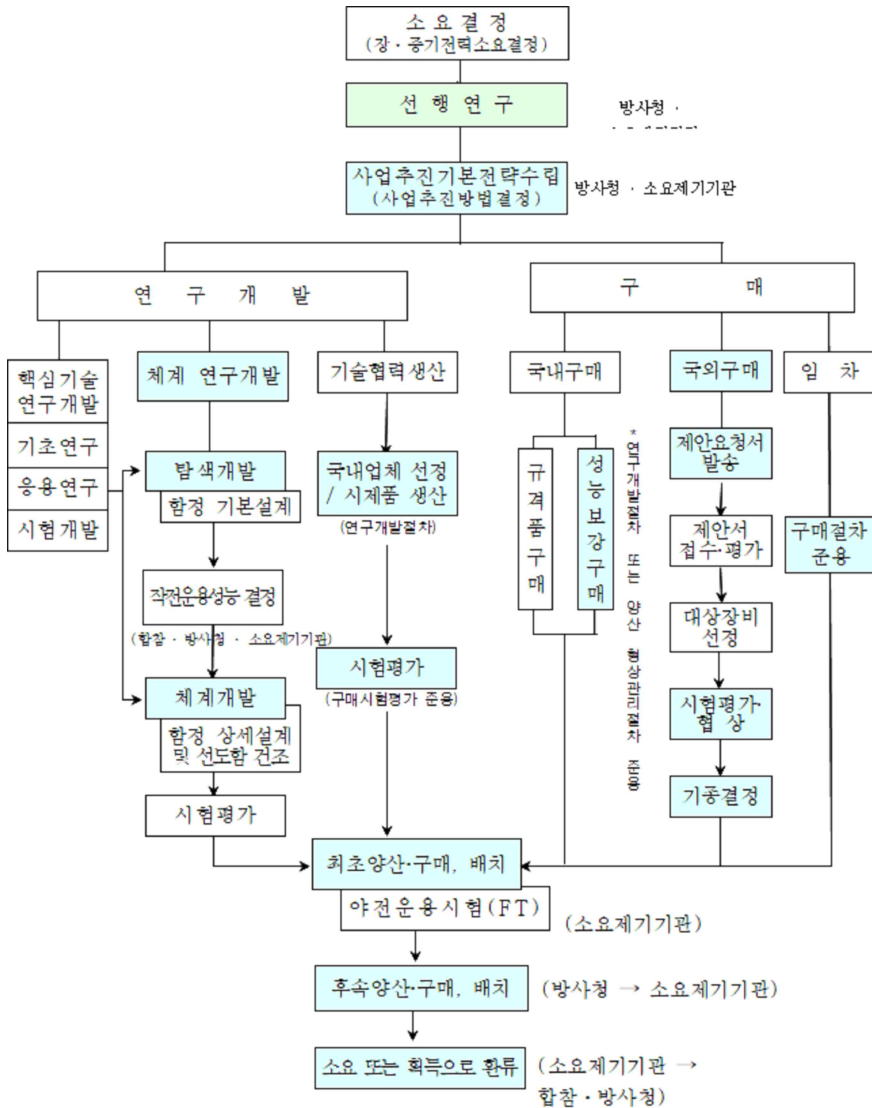 소 요 결 정
(장 · 중기전력소요결정)
선 행 연 구
방사청 ·
사업추진기본전략수립
(사업추진방법결정)
방사청 · 소요제기기관
연 구 개 발
구 매
핵심기술
연구개발
기초연구
응용연구
시험개발
체계 연구개발
탐색개발
함정 기본설계
작전운용성능 결정
(합참 · 방사청 · 소요제기기관)
체계개발
함정 상세설계
및 선도함 건조
시험평가
기술협력생산
국내업체 선정
/ 시제품 생산
(연구개발절차)
시험평가
(구매시험평가 준용)
국내구매
규격품구매
성능보강구매
*연구개발절차 또는 양산 형상관리절차 준용
국외구매
제안요청서
발송
제안서
접수·평가
대상장비
선정
시험평가·
협 상
기종결정
임 차
구매절차
준용
최초양산·구매, 배치
야전운용시험(FT)
(소요제기기관)
후속양산·구매, 배치
(방사청 → 소요제기기관)
소요 또는 획득으로 환류
(소요제기기관 →
합참 · 방사청)